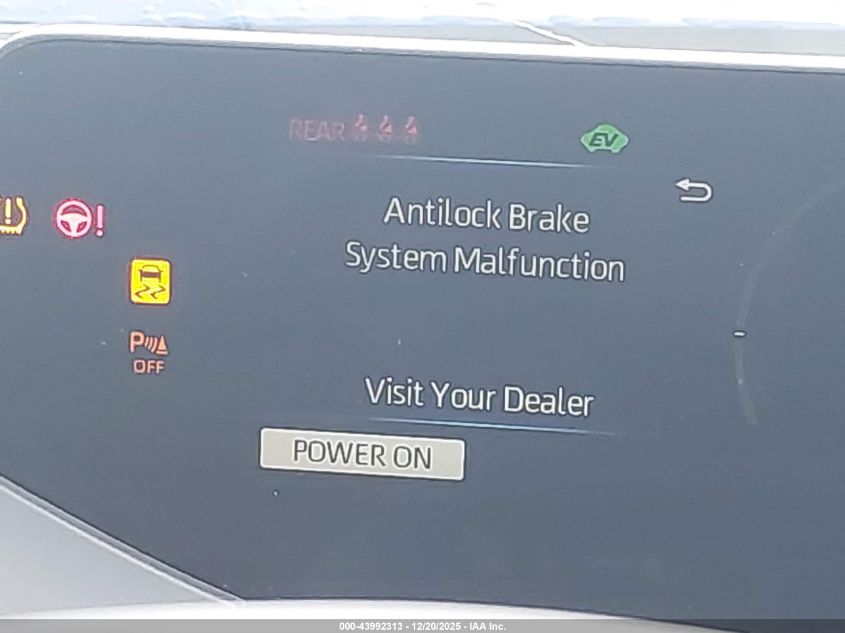 REAR
EV
Antilock Brake
System Malfunction
P
OFF
Visit Your Dealer
POWER ON
000-43992313 - 12/20/2025 - IAA Inc.